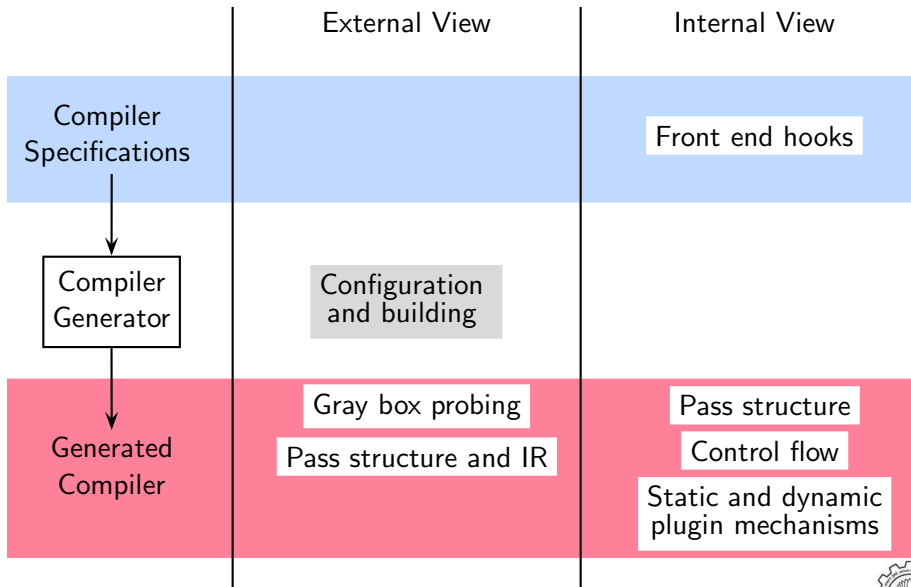 External View
Internal View
Compiler
Specifications
Front end hooks
Compiler
Generator
Configuration
and building
Generated
Compiler
Gray box probing
Pass structure and IR
Pass structure
Control flow
Static and dynamic
plugin mechanisms